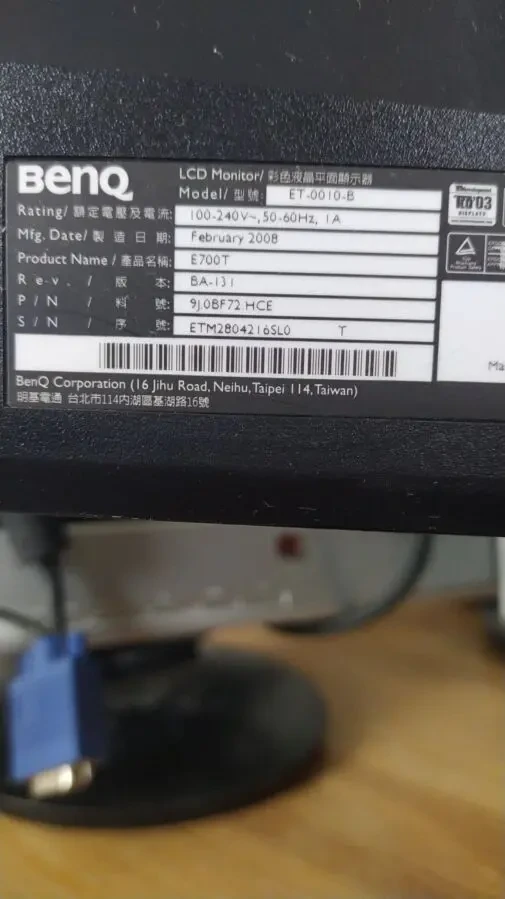 BenQ
LCD Monitor/ 彩色液晶平面顯示器
Model/ 型號: ET-0010-B
Rating/ 額定電壓及電流: 100-240V~, 50-60Hz, 1A
Mfg. Date/ 製 造 日 期: February 2008
Product Name / 產品名稱: E700T
R e v . / 版 本: BA-131
P / N / 料 號: 9J.0BF72.HCE
S / N / 序 號: ETM2804216SL0 T
BenQ Corporation (16 Jihu Road, Neihu, Taipei 114, Taiwan)
明基電通 台北市114內湖區基湖路16號
TCO'03
DISPLAYS
Ma